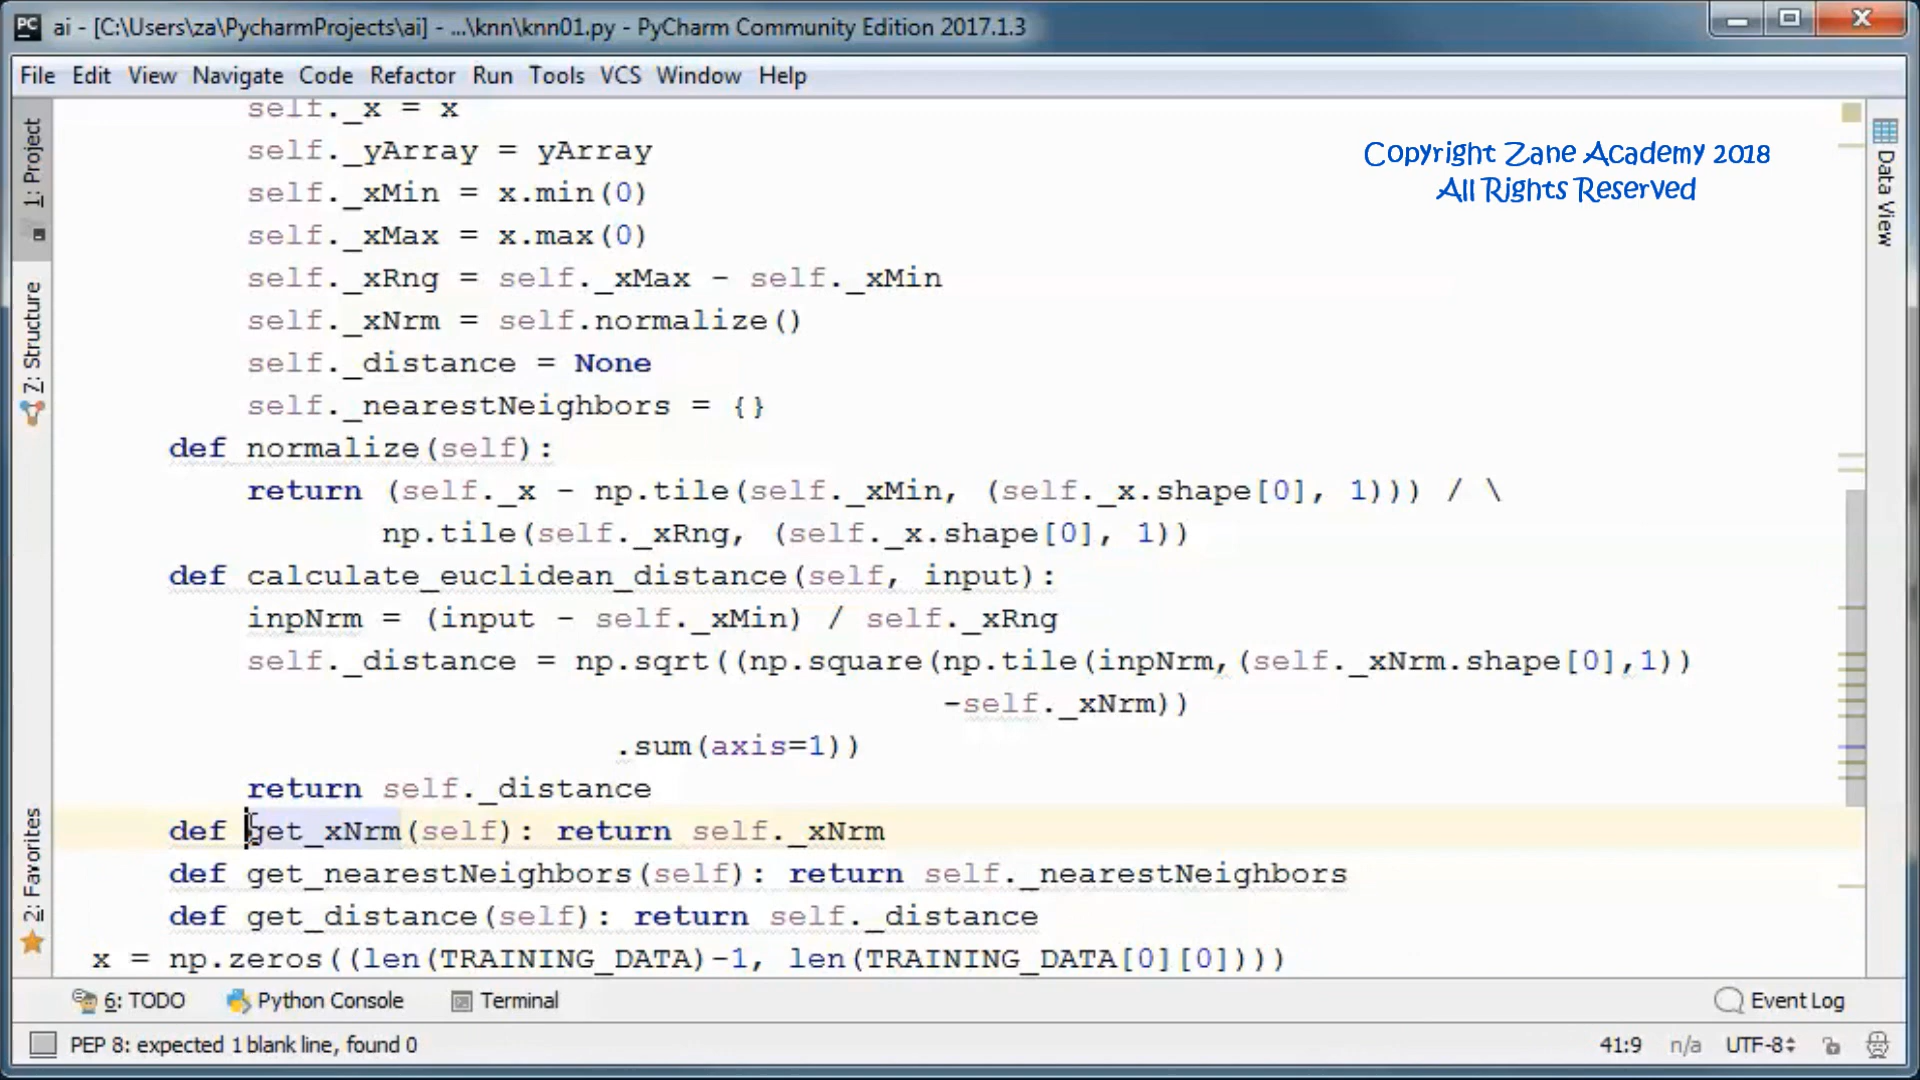 ai - [C:\Users\za\PycharmProjects\ai] - ...\knn\knn01.py - PyCharm Community Edition 2017.1.3
File Edit View Navigate Code Refactor Run Tools VCS Window Help
1: Project
7: Structure
2: Favorites
Data View
Copyright Zane Academy 2018
All Rights Reserved
self._x = x
self._yArray = yArray
self._xMin = x.min(0)
self._xMax = x.max(0)
self._xRng = self._xMax - self._xMin
self._xNrm = self.normalize()
self._distance = None
self._nearestNeighbors = {}
def normalize(self):
return (self._x - np.tile(self._xMin, (self._x.shape[0], 1))) / \
np.tile(self._xRng, (self._x.shape[0], 1))
def calculate_euclidean_distance(self, input):
inpNrm = (input - self._xMin) / self._xRng
self._distance = np.sqrt((np.square(np.tile(inpNrm,(self._xNrm.shape[0],1))
-self._xNrm))
.sum(axis=1))
return self._distance
def get_xNrm(self): return self._xNrm
def get_nearestNeighbors(self): return self._nearestNeighbors
def get_distance(self): return self._distance
x = np.zeros((len(TRAINING_DATA)-1, len(TRAINING_DATA[0][0])))
6: TODO Python Console Terminal Event Log
PEP 8: expected 1 blank line, found 0 41:9 n/a UTF-8